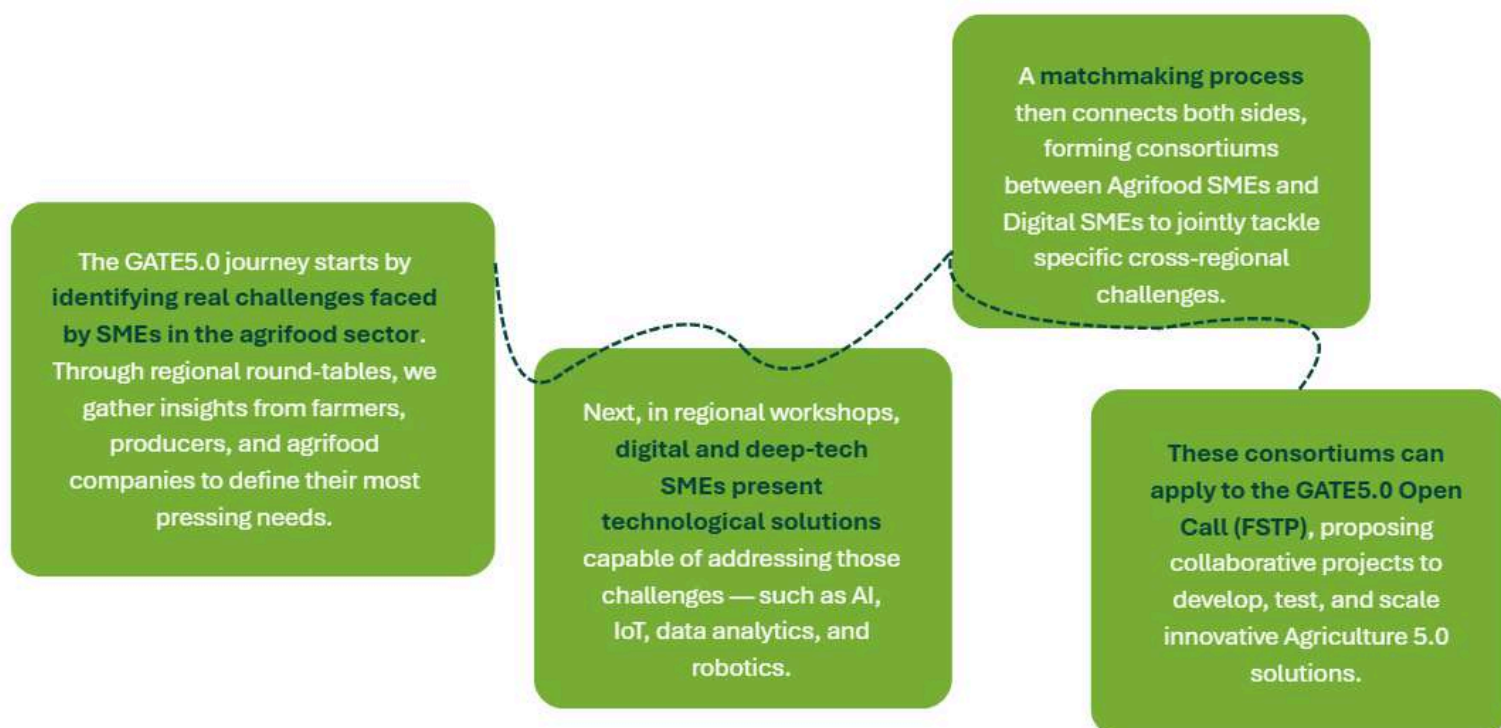 The GATE5.0 journey starts by
identifying real challenges faced
by SMEs in the agrifood sector.
Through regional round-tables, we
gather insights from farmers,
producers, and agrifood
companies to define their most
pressing needs.
Next, in regional workshops,
digital and deep-tech
SMEs present
technological solutions
capable of addressing those
challenges — such as AI,
IoT, data analytics, and
robotics.
A matchmaking process
then connects both sides,
forming consortiums
between Agrifood SMEs and
Digital SMEs to jointly tackle
specific cross-regional
challenges.
These consortiums can
apply to the GATE5.0 Open
Call (FSTP), proposing
collaborative projects to
develop, test, and scale
innovative Agriculture 5.0
solutions.